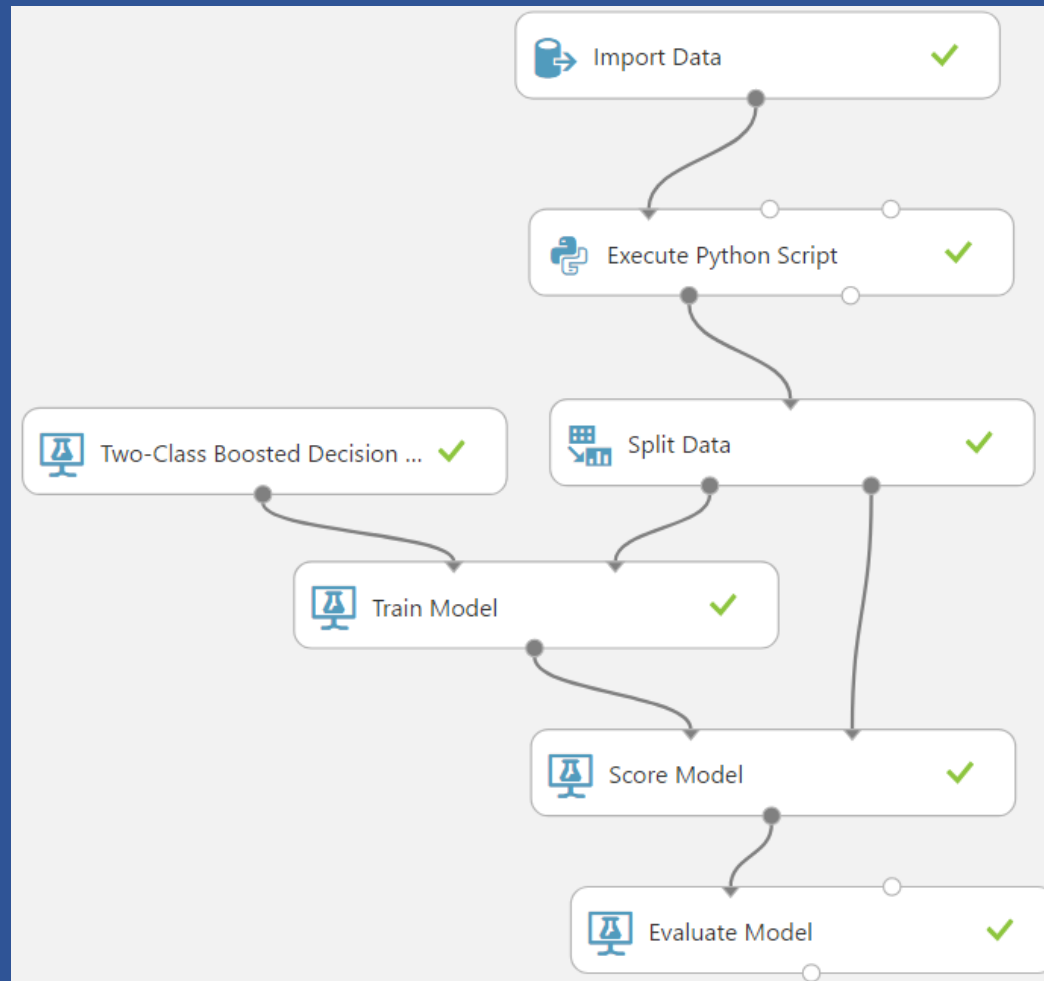 Import Data
Execute Python Script
Two-Class Boosted Decision ...
Split Data
Train Model
Score Model
Evaluate Model